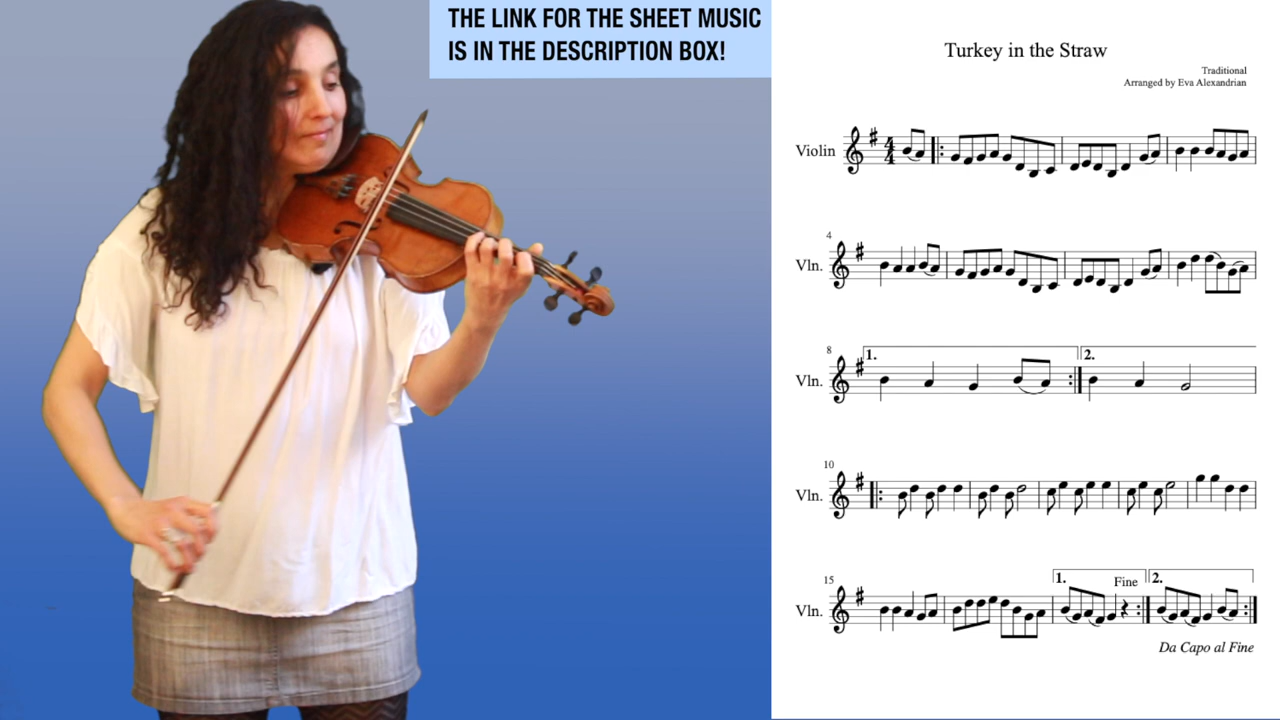 THE LINK FOR THE SHEET MUSIC
IS IN THE DESCRIPTION BOX!
Turkey in the Straw
Traditional
Arranged by Eva Alexandrian
Violin
4
4
4
Vln.
8
1.
2.
Vln.
10
Vln.
15
1.
Fine
2.
Vln.
Da Capo al Fine